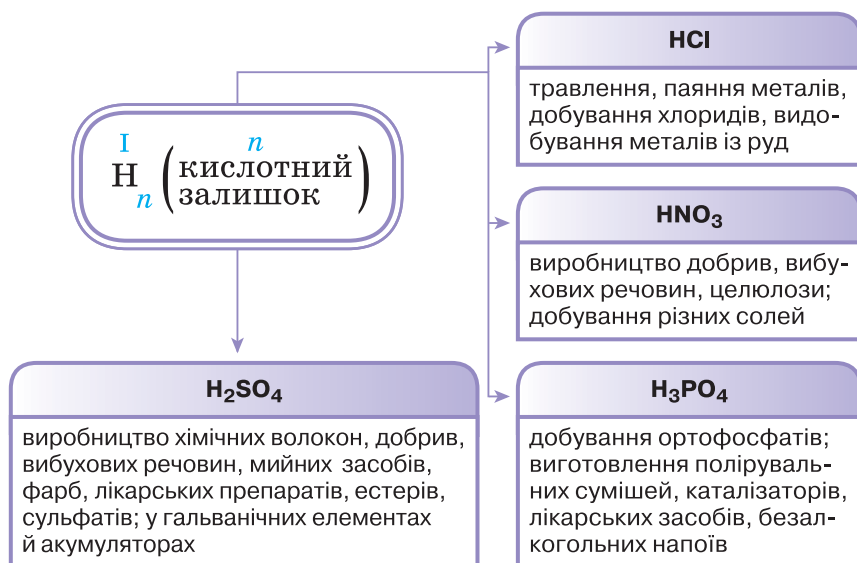 I n
H n (кислотний
залишок)
HCl
травлення, паяння металів,
добування хлоридів, видо-
бування металів із руд
HNO₃
виробництво добрив, вибу-
хових речовин, целюлози;
добування різних солей
H₂SO₄
виробництво хімічних волокон, добрив,
вибухових речовин, мийних засобів,
фарб, лікарських препаратів, естерів,
сульфатів; у гальванічних елементах
й акумуляторах
H₃PO₄
добування ортофосфатів;
виготовлення полірувaль-
них сумішей, каталізаторів,
лікарських засобів, безал-
когольних напоїв